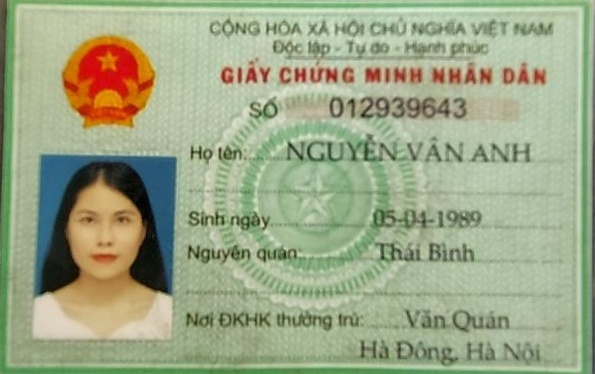 CỘNG HÒA XÃ HỘI CHỦ NGHĨA VIỆT NAM
Độc lập - Tự do - Hạnh phúc
GIẤY CHỨNG MINH NHÂN DÂN
SỐ 012939643
Họ tên: NGUYỄN VÂN ANH
Sinh ngày 05-04-1989
Nguyên quán: Thái Bình
Nơi ĐKHK thường trú: Văn Quán
Hà Đông, Hà Nội